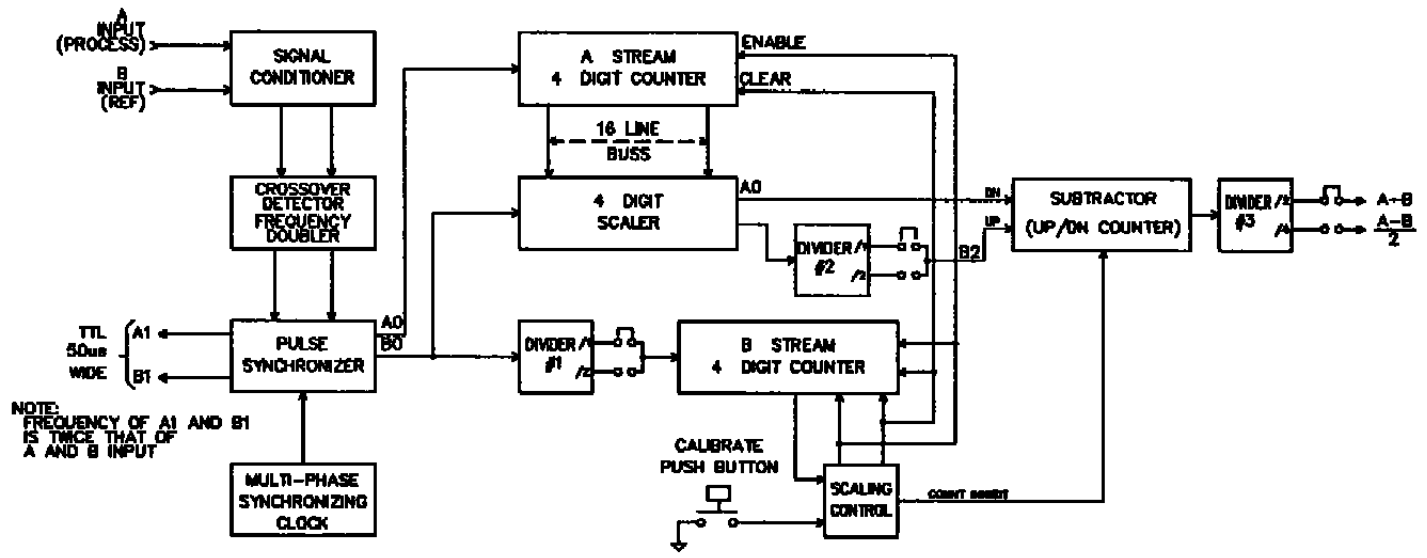 A
INPUT
(PROCESS)
B
INPUT
(REF)
SIGNAL
CONDITIONER
CROSSOVER
DETECTOR
FREQUENCY
DOUBLER
TTL
50us
WIDE
A1
B1
PULSE
SYNCHRONIZER
A0
B0
NOTE:
FREQUENCY OF A1 AND B1
IS TWICE THAT OF
A AND B INPUT
MULTI-PHASE
SYNCHRONIZING
CLOCK
A STREAM
4 DIGIT COUNTER
ENABLE
CLEAR
16 LINE
BUSS
4 DIGIT
SCALER
A0
DIVIDER
#2
/1
/2
B2
DIVIDER
#1
/1
/2
B STREAM
4 DIGIT COUNTER
CALIBRATE
PUSH BUTTON
SCALING
CONTROL
COUNT
DN
UP
SUBTRACTOR
(UP/DN COUNTER)
DIVIDER
#3
/2
/4
A-B
A-B
2